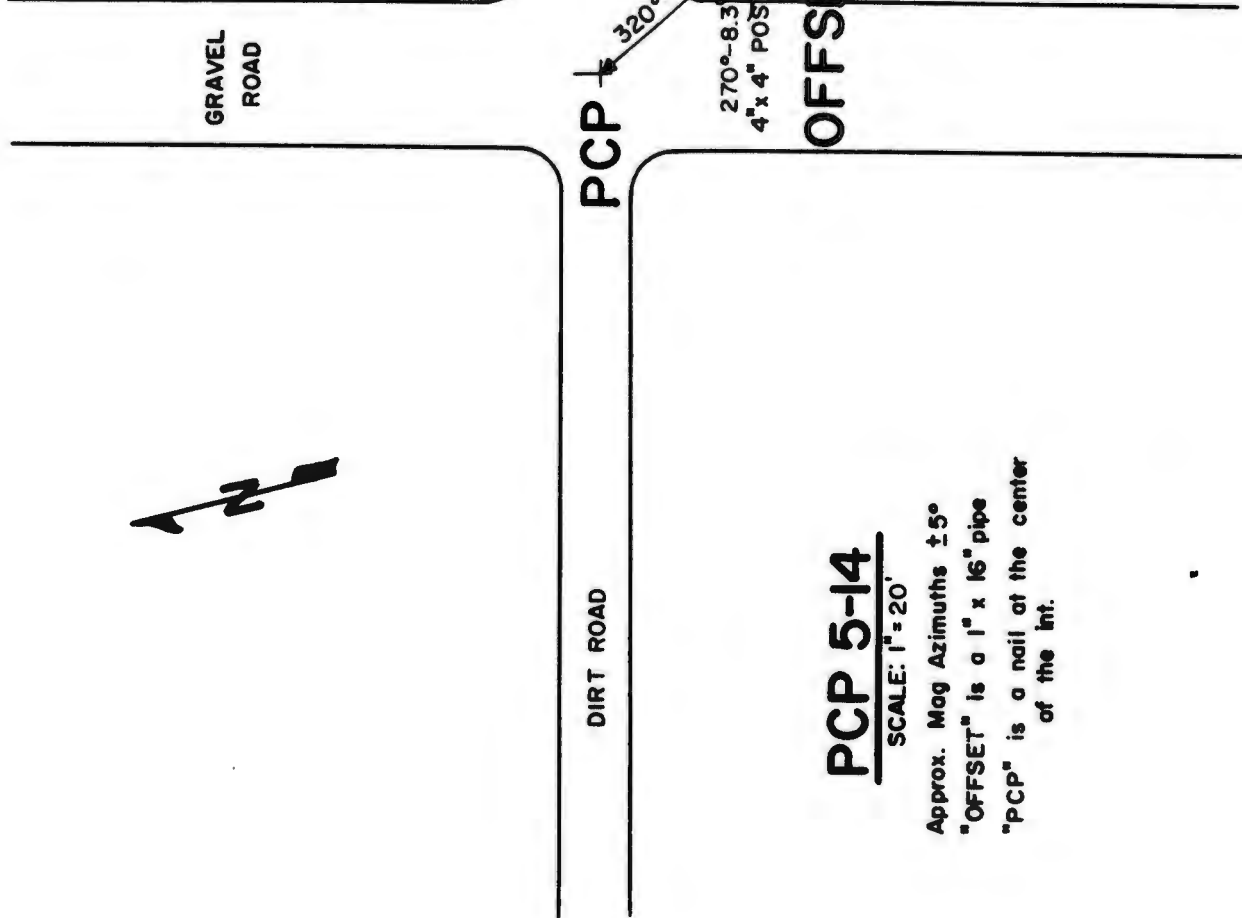 GRAVEL
ROAD
320°
PCP
270°-8.3'
4"x 4" POS
OFFS
DIRT ROAD
N
PCP 5-14
SCALE: 1"=20'
Approx. Mag Azimuths ±5°
"OFFSET" is a 1" x 16" pipe
"PCP" is a nail at the center
of the int.